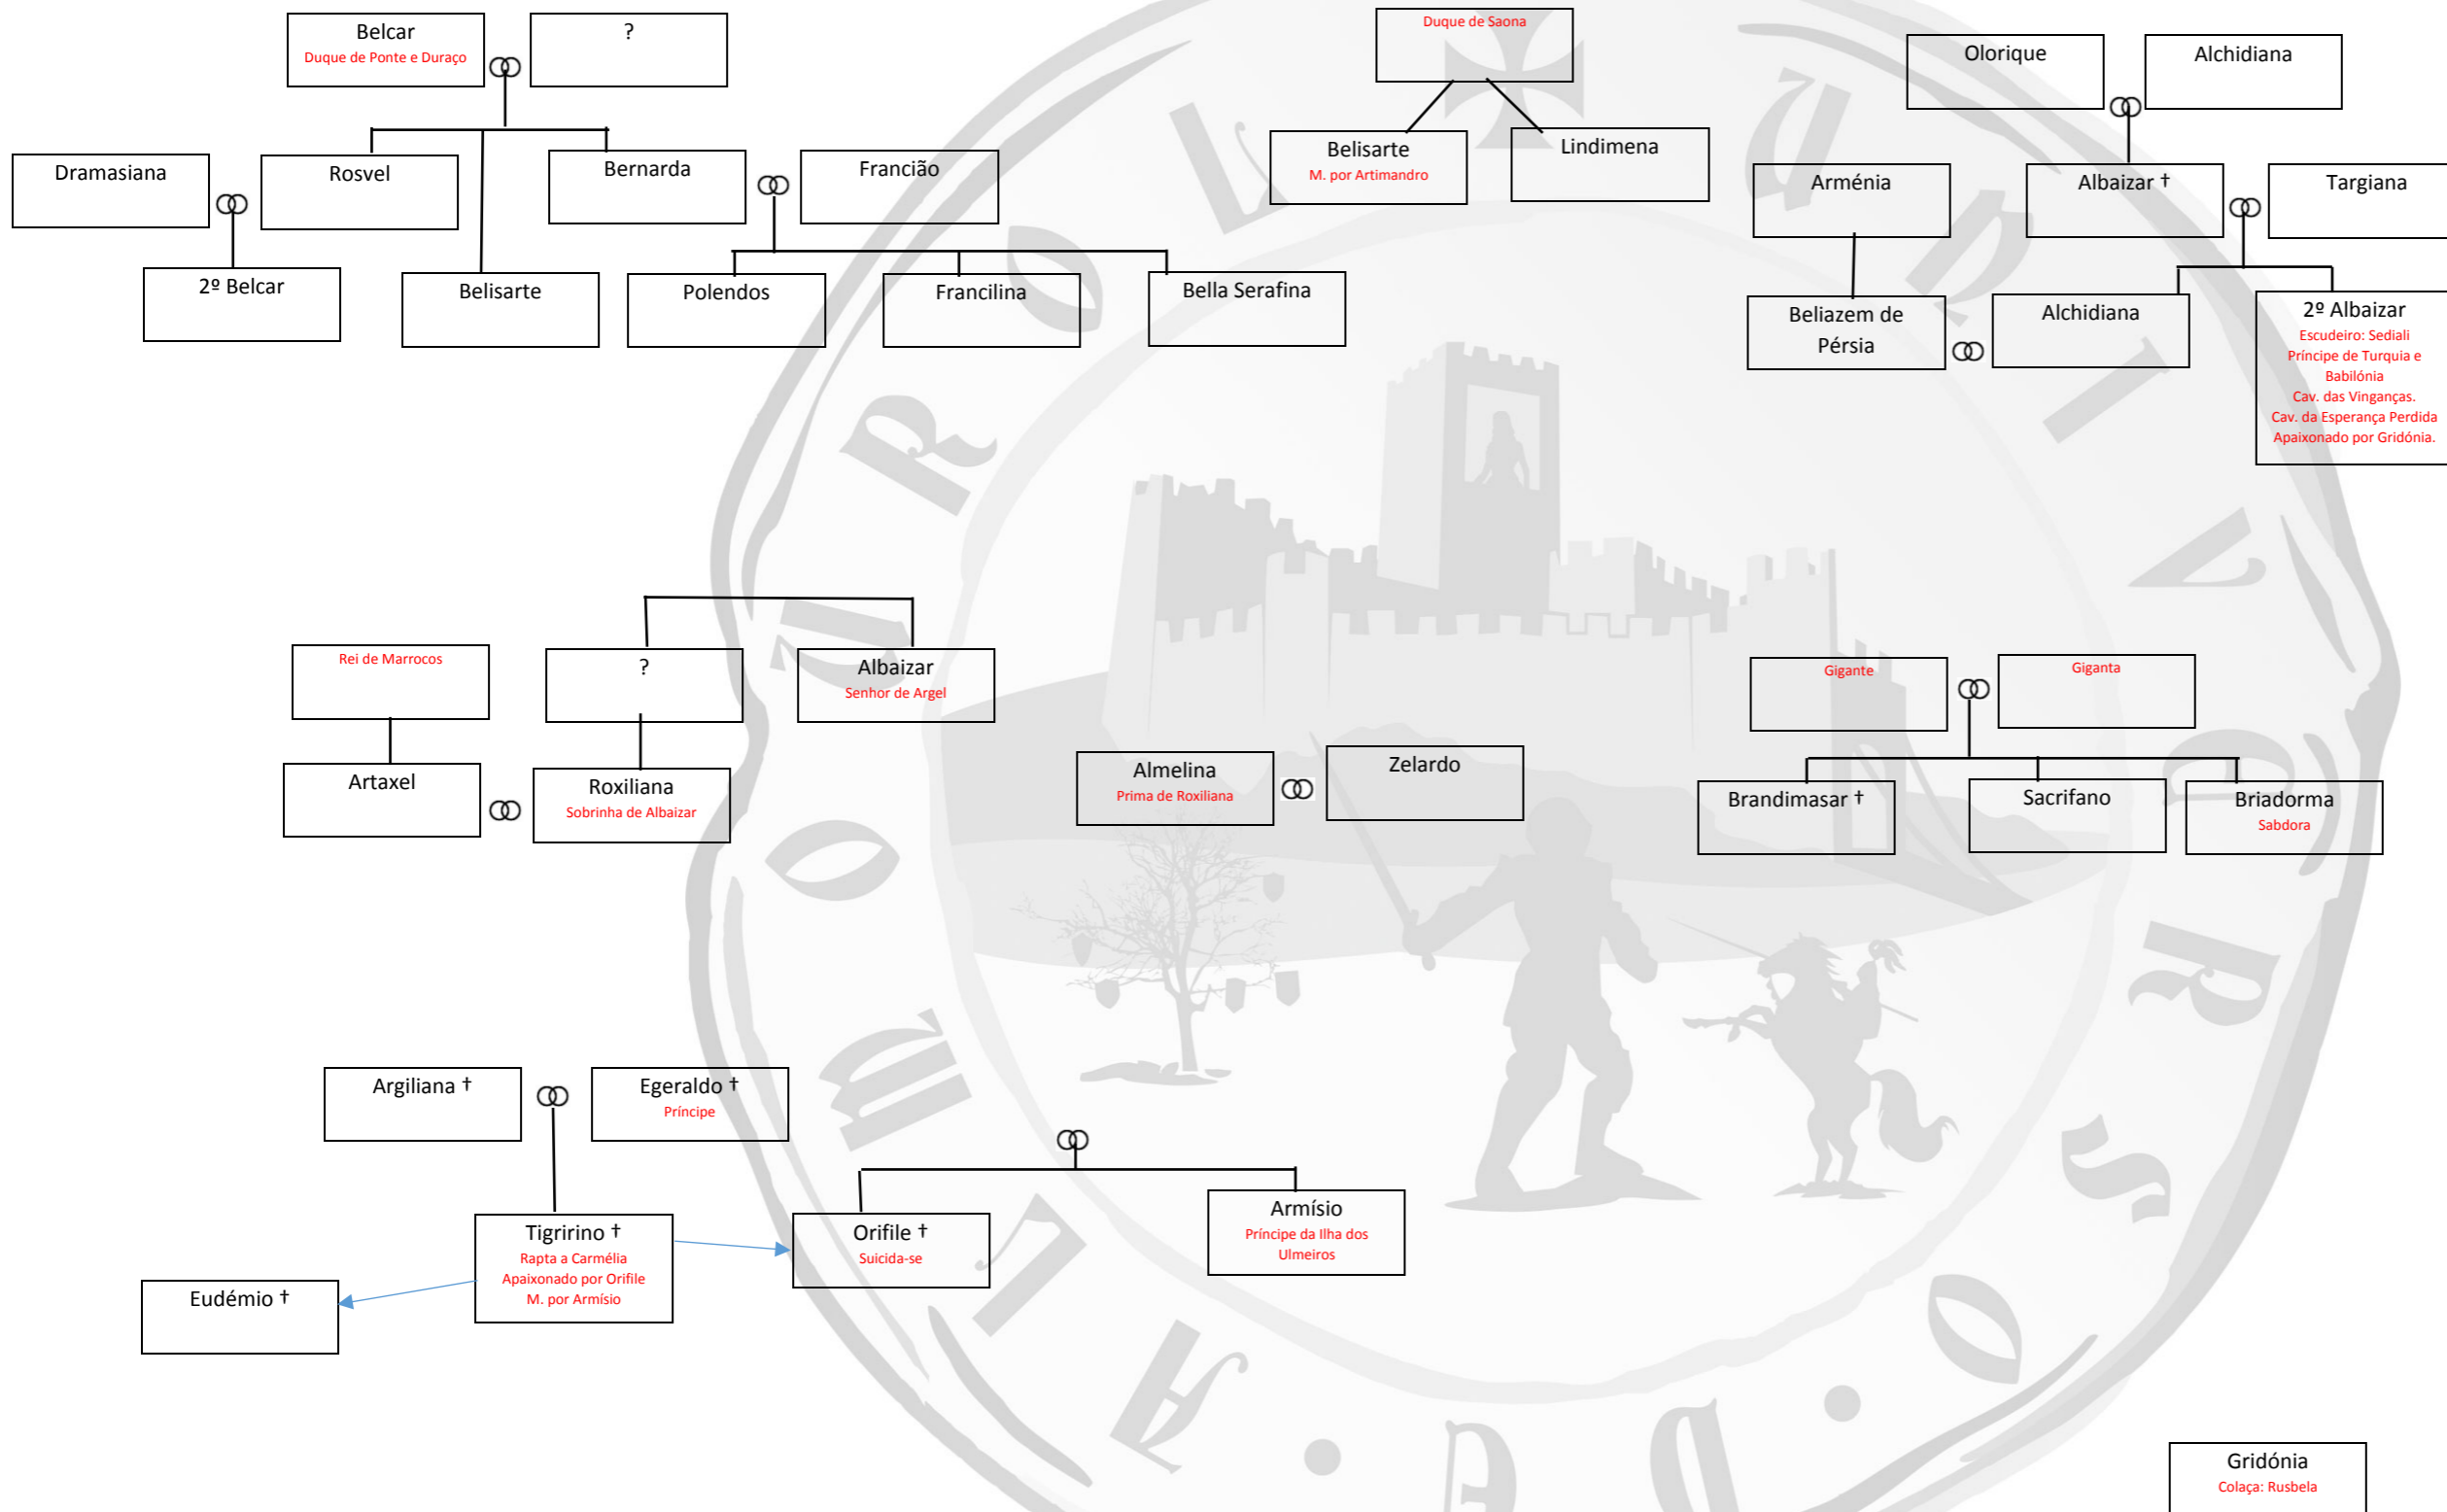 Belcar
Duque de Ponte e Duraço
?
Duque de Saona
Olorique
Alchidiana
Dramasiana
Rosvel
Bernarda
Francião
Belisarte
M. por Artimandro
Lindimena
Arménia
Albaizar †
Targiana
2º Belcar
Belisarte
Polendos
Francilina
Bella Serafina
Beliazem de
Pérsia
Alchidiana
2º Albaizar
Escudeiro: Sediali
Príncipe de Turquia e
Babilónia
Cav. das Vinganças.
Cav. da Esperança Perdida
Apaixonado por Gridónia.
Rei de Marrocos
?
Albaizar
Senhor de Argel
Gigante
Giganta
Artaxel
Roxiliana
Sobrinha de Albaizar
Almelina
Prima de Roxiliana
Zelardo
Brandimasar †
Sacrifano
Briadorma
Sabdora
Argiliana †
Egeraldo †
Príncipe
Tigririno †
Rapta a Carmélia
Apaixonado por Orifile
M. por Armísio
Orifile †
Suicida-se
Armísio
Príncipe da Ilha dos
Ulmeiros
Eudémio †
Gridónia
Colaça: Rusbela